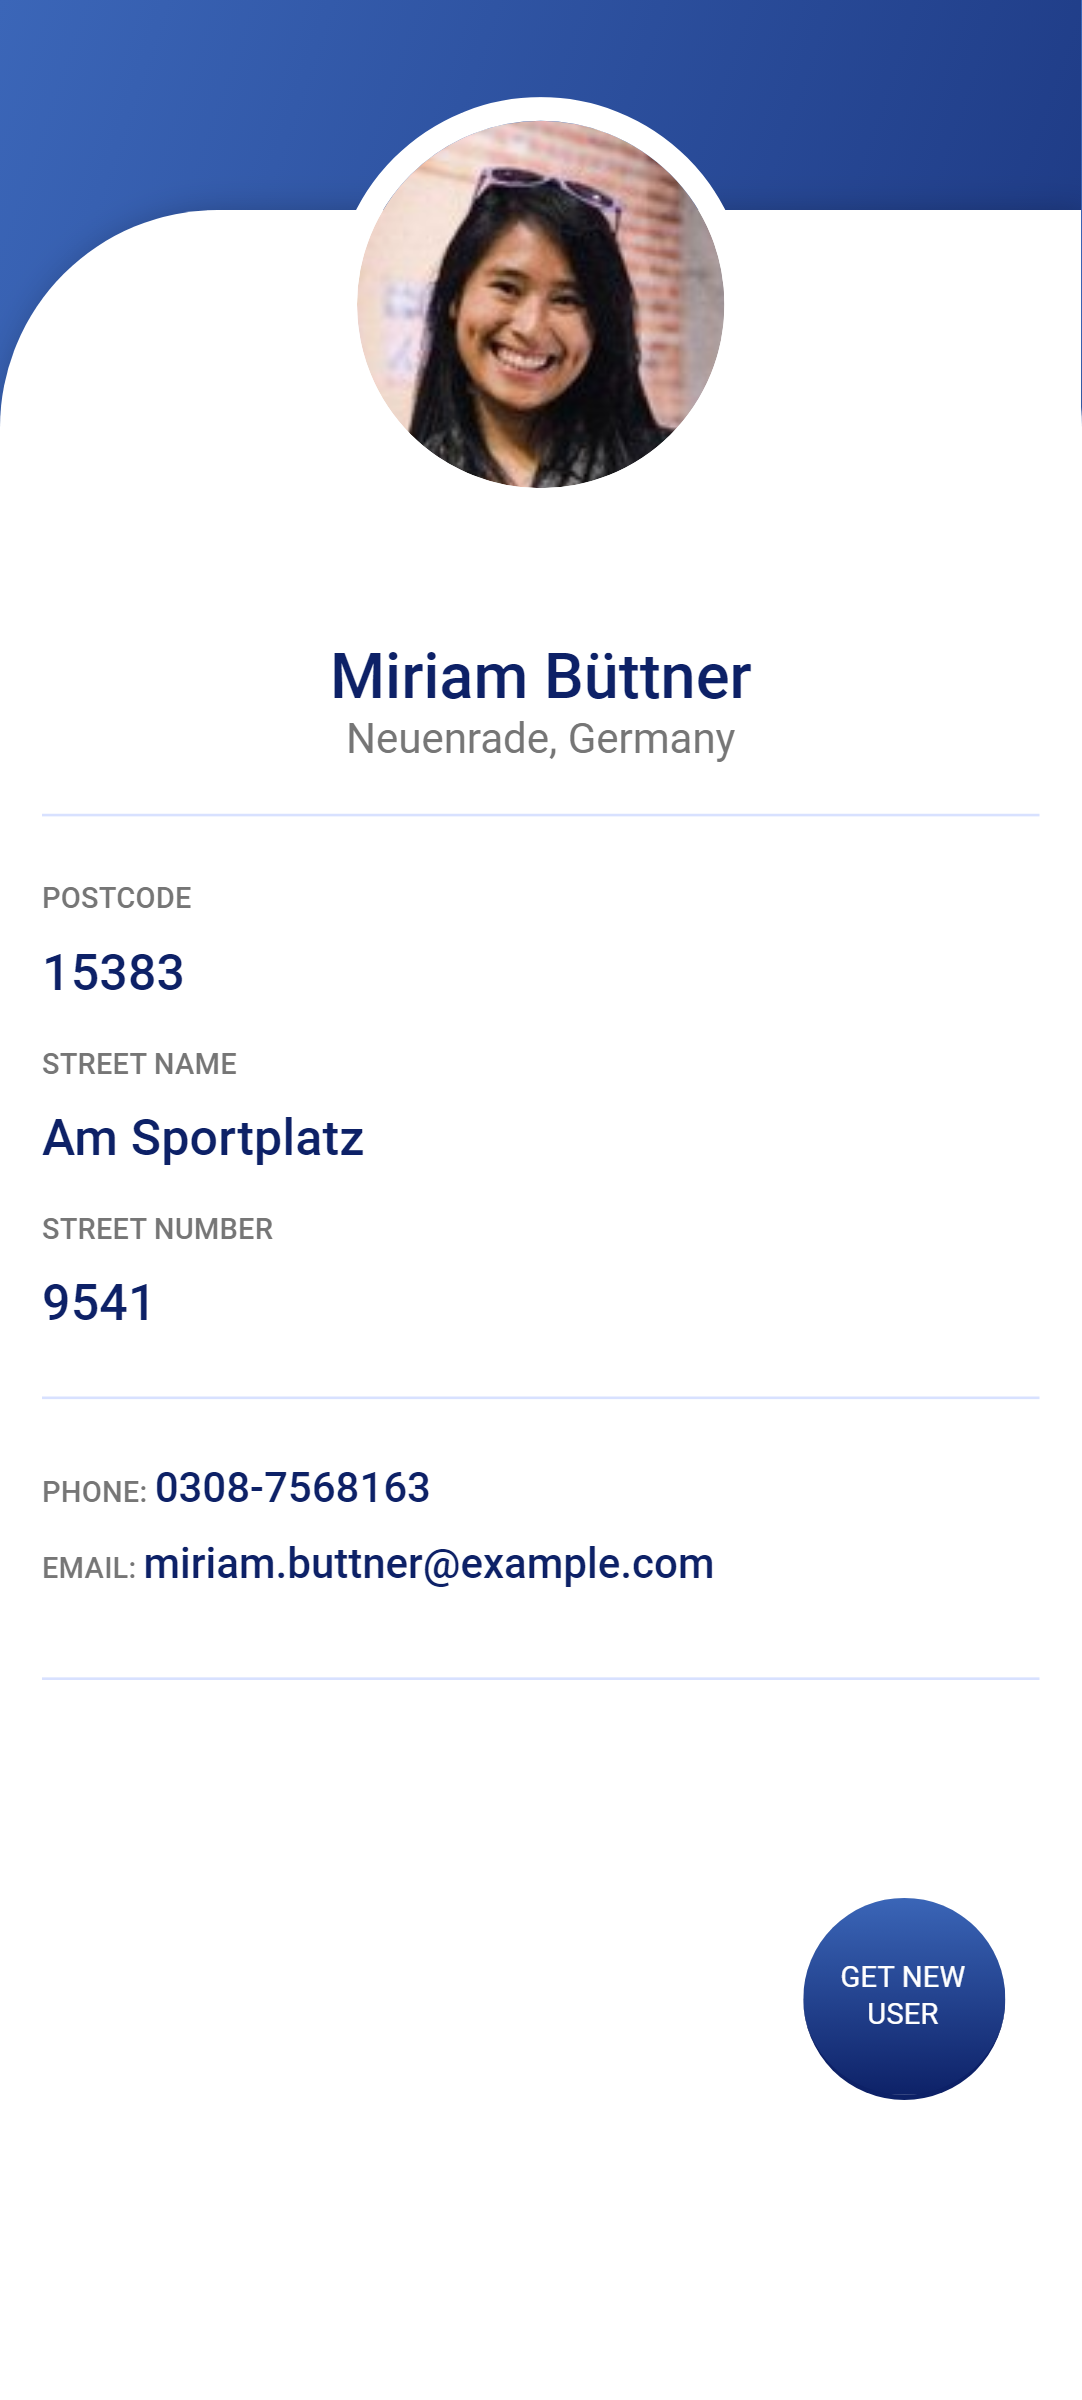 Miriam Büttner
Neuenrade, Germany
POSTCODE
15383
STREET NAME
Am Sportplatz
STREET NUMBER
9541
PHONE: 0308-7568163
EMAIL: miriam.buttner@example.com
GET NEW
USER